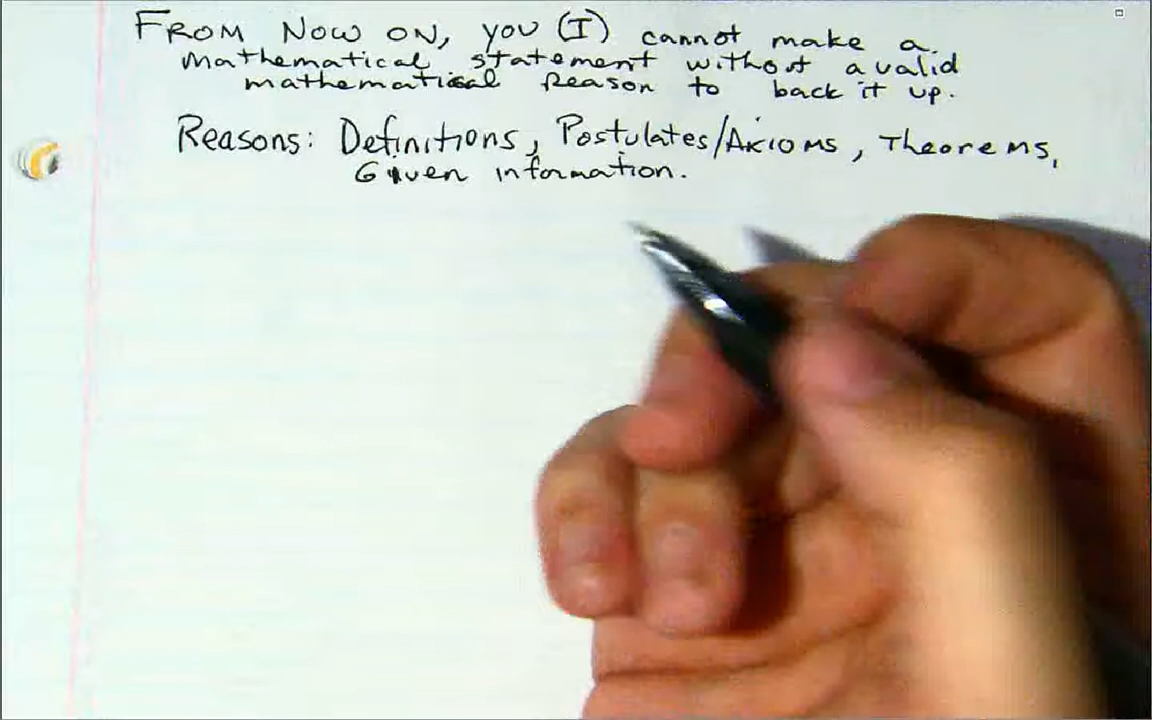 FROM NOW ON, you (I) cannot make a
mathematical statement without a valid
mathematical Reason to back it up.
Reasons: Definitions, Postulates/Axioms, Theorems,
Given information.